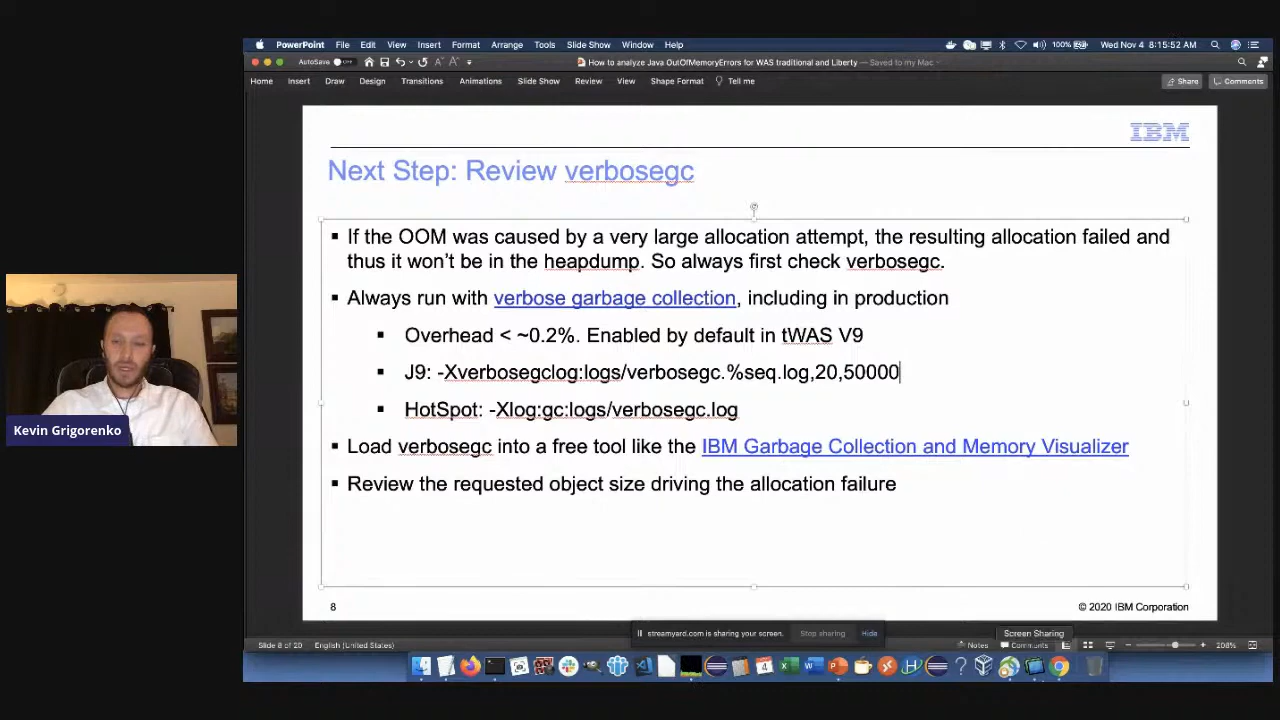 PowerPoint File Edit View Insert Format Arrange Tools Slide Show Window Help 100% Wed Nov 4 8:15:52 AM
AutoSave OFF How to analyze Java OutOfMemoryErrors for WAS traditional and Liberty — Saved to my Mac
Home Insert Draw Design Transitions Animations Slide Show Review View Shape Format Tell me Share Comments
IBM
Next Step: Review verbosegc
▪ If the OOM was caused by a very large allocation attempt, the resulting allocation failed and
thus it won't be in the heapdump. So always first check verbosegc.
▪ Always run with verbose garbage collection, including in production
▪ Overhead < ~0.2%. Enabled by default in tWAS V9
▪ J9: -Xverbosegclog:logs/verbosegc.%seq.log,20,50000
▪ HotSpot: -Xlog:gc:logs/verbosegc.log
▪ Load verbosegc into a free tool like the IBM Garbage Collection and Memory Visualizer
▪ Review the requested object size driving the allocation failure
Kevin Grigorenko
8 © 2020 IBM Corporation
streamyard.com is sharing your screen. Stop sharing Hide Screen Sharing
Slide 8 of 20 English (United States) Notes Comments 208%